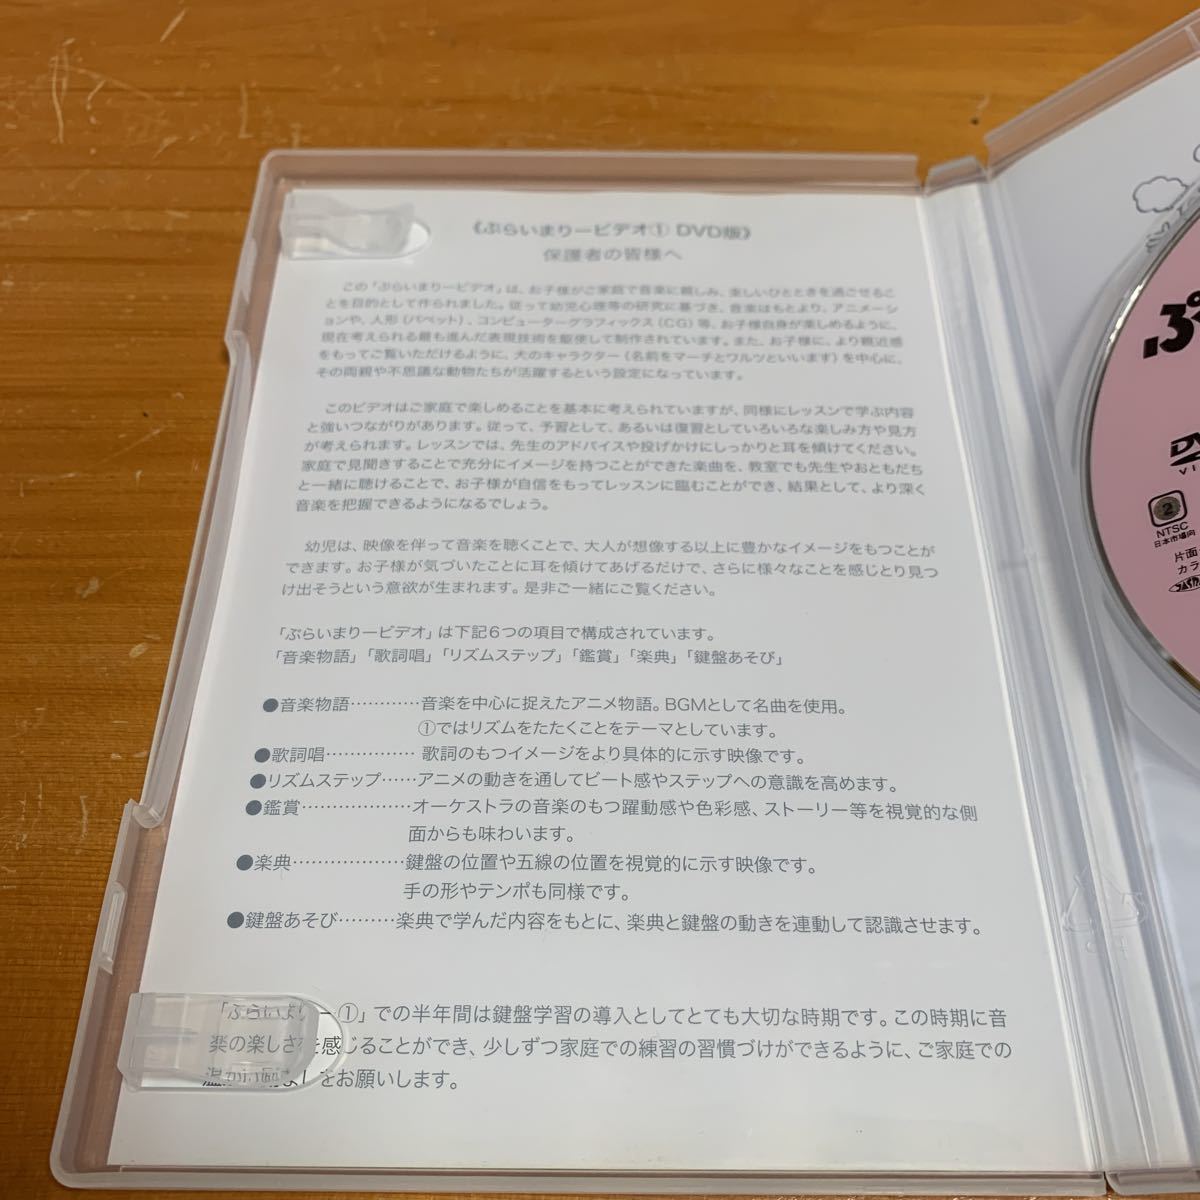 《ぷらいまりービデオ① DVD版》
保護者の皆様へ
この「ぷらいまりービデオ」は、お子様がご家庭で音楽に親しみ、楽しいひとときを過ごせるこ
とを目的として作られました。従って幼児心理等の研究に基づき、音楽はもとより、アニメーシ
ョンや、人形（パペット）、コンピューターグラフィックス（CG）等、お子様自身が楽しめるように、
現在考えられる最も進んだ表現技術を駆使して制作されています。また、お子様に、より親近感
をもってご覧いただけるように、犬のキャラクター（名前をマーチとワルツといいます）を中心に、
その両親や不思議な動物たちが活躍するという設定になっています。
このビデオはご家庭で楽しめることを基本に考えられていますが、同様にレッスンで学ぶ内容
と強いつながりがあります。従って、予習として、あるいは復習としていろいろな楽しみ方や見方
が考えられます。レッスンでは、先生のアドバイスや投げかけにしっかりと耳を傾けてください。
家庭で見聞きすることで充分にイメージを持つことができた楽曲を、教室でも先生やおともだち
と一緒に聴けることで、お子様が自信をもってレッスンに臨むことができ、結果として、より深く
音楽を把握できるようになるでしょう。
幼児は、映像を伴って音楽を聴くことで、大人が想像する以上に豊かなイメージをもつことが
できます。お子様が気づいたことに耳を傾けてあげるだけで、さらに様々なことを感じとり見つ
け出そうという意欲が生まれます。是非ご一緒にご覧ください。
「ぷらいまりービデオ」は下記6つの項目で構成されています。
「音楽物語」「歌詞唱」「リズムステップ」「鑑賞」「楽典」「鍵盤あそび」
●音楽物語…………音楽を中心に捉えたアニメ物語。BGMとして名曲を使用。
①ではリズムをたたくことをテーマとしています。
●歌詞唱……………歌詞のもつイメージをより具体的に示す映像です。
●リズムステップ……アニメの動きを通してビート感やステップへの意識を高めます。
●鑑賞………………オーケストラの音楽のもつ躍動感や色彩感、ストーリー等を視覚的な側
面からも味わいます。
●楽典………………鍵盤の位置や五線の位置を視覚的に示す映像です。
手の形やテンポも同様です。
●鍵盤あそび………楽典で学んだ内容をもとに、楽典と鍵盤の動きを連動して認識させます。
「ぷらいまりー①」での半年間は鍵盤学習の導入としてとても大切な時期です。この時期に音
楽の楽しさを感じることができ、少しずつ家庭での練習の習慣づけができるように、ご家庭での
をお願いします。
ぷ
DV
VI
2
NTSC
日本市場向
片面
カラ